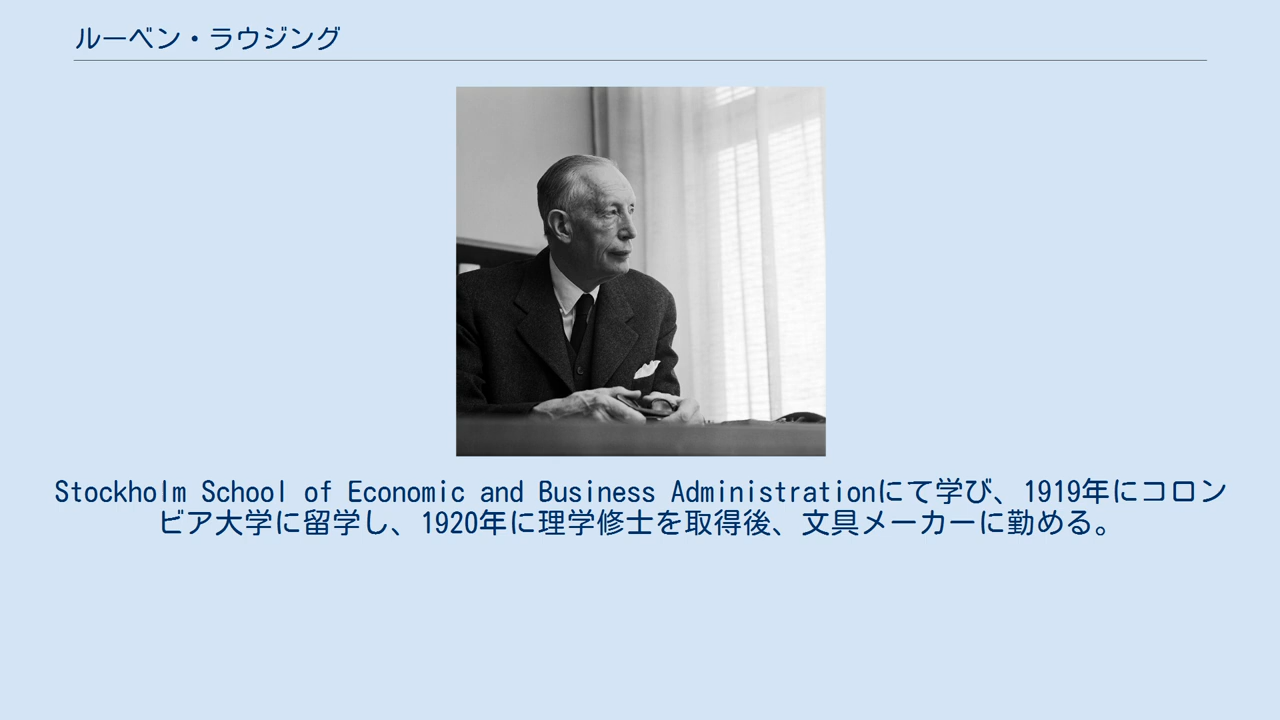 ルーベン・ラウジング
Stockholm School of Economic and Business Administrationにて学び、1919年にコロン
ビア大学に留学し、1920年に理学修士を取得後、文具メーカーに勤める。